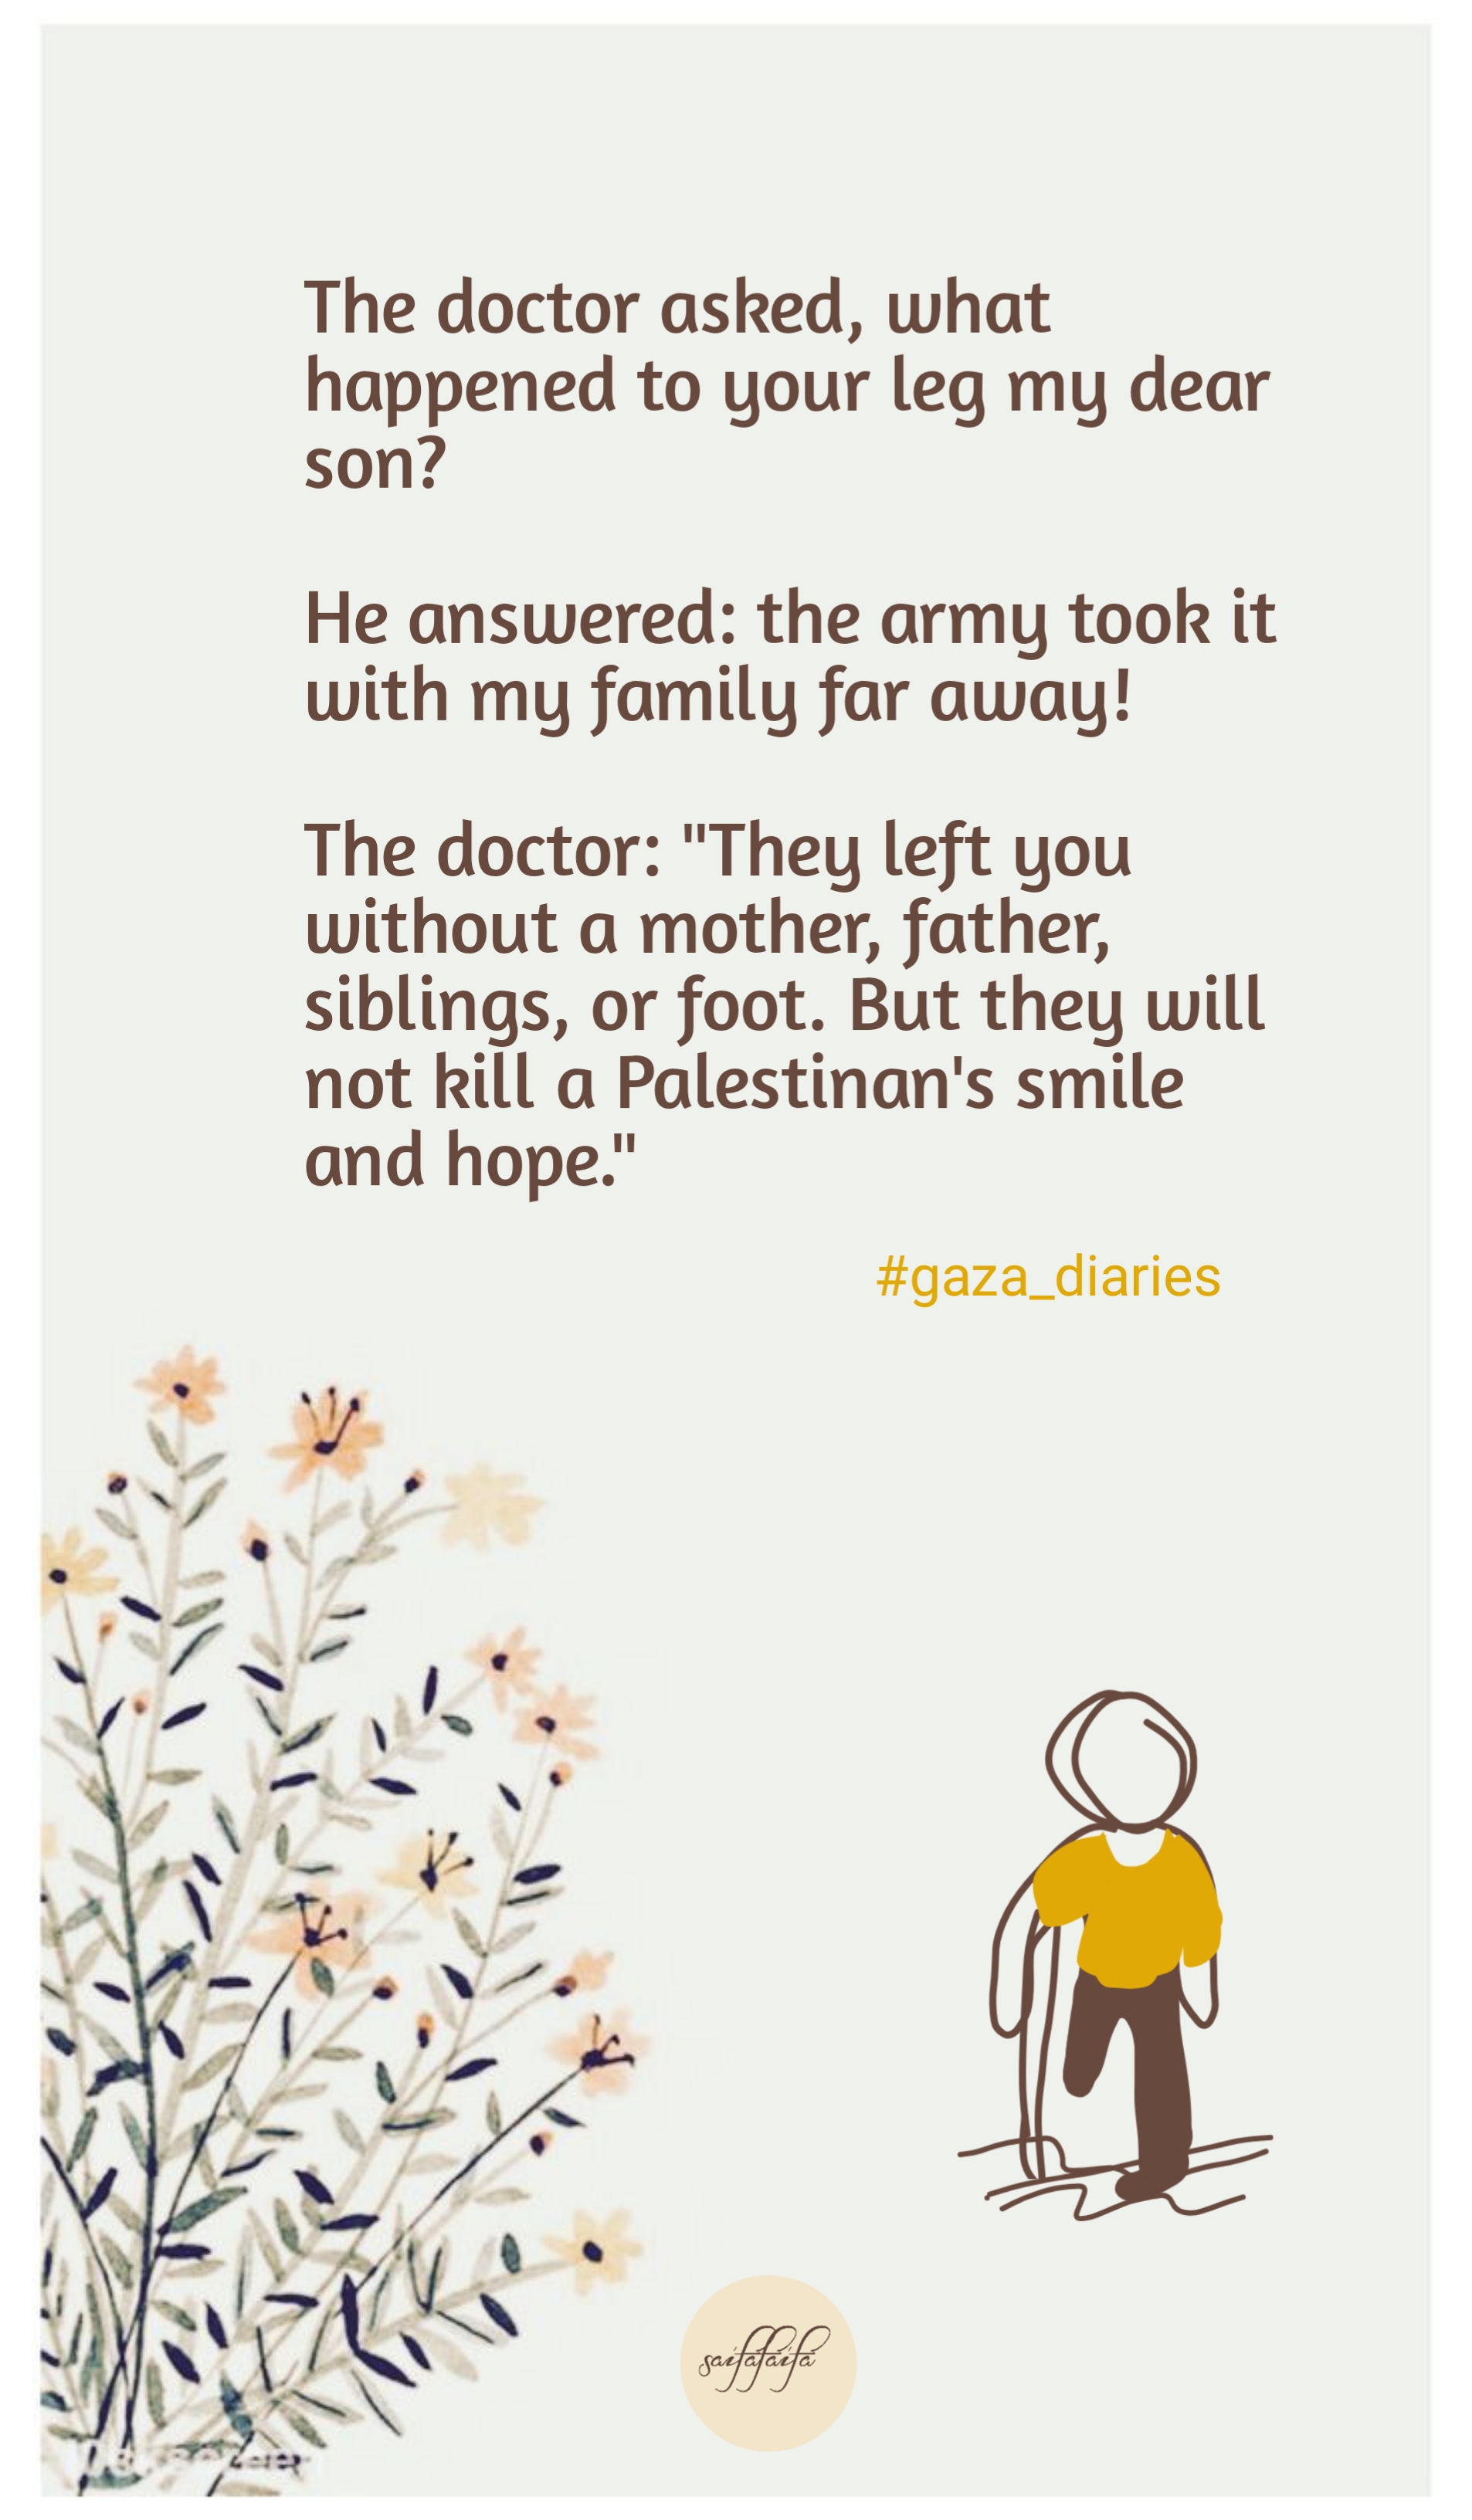 The doctor asked, what
happened to your leg my dear
son?
He answered: the army took it
with my family far away!
The doctor: "They left you
without a mother, father,
siblings, or foot. But they will
not kill a Palestinan's smile
and hope."
#gaza_diaries